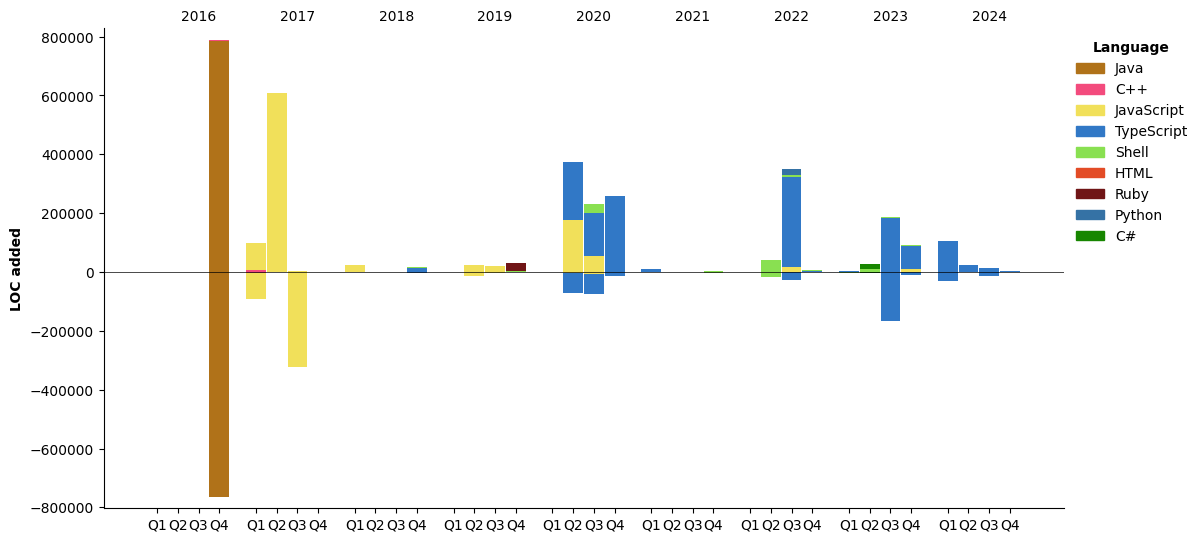 2016 2017 2018 2019 2020 2021 2022 2023 2024
800000
600000
400000
200000
0
−200000
−400000
−600000
−800000
LOC added
Q1 Q2 Q3 Q4 Q1 Q2 Q3 Q4 Q1 Q2 Q3 Q4 Q1 Q2 Q3 Q4 Q1 Q2 Q3 Q4 Q1 Q2 Q3 Q4 Q1 Q2 Q3 Q4 Q1 Q2 Q3 Q4 Q1 Q2 Q3 Q4
Language
Java
C++
JavaScript
TypeScript
Shell
HTML
Ruby
Python
C#